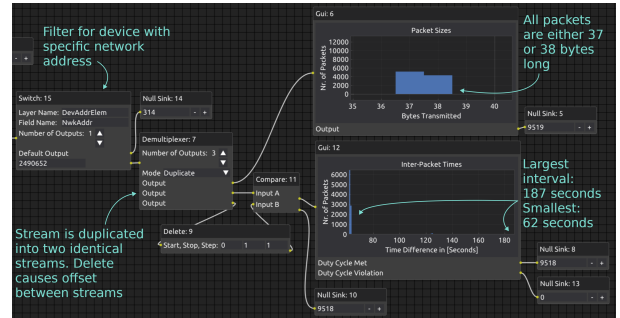 Filter for device with
specific network
address
- +
Switch: 15
Layer Name: DevAddrElem
Field Name: NwkAddr
Number of Outputs: 1
Default Output
2490652
Null Sink: 14
314 - +
Demultiplexer: 7
Number of Outputs: 3
Mode Duplicate
Output
Output
Output
Delete: 9
Start, Stop, Step: 0 1 1
Compare: 11
Input A
Input B
Stream is duplicated
into two identical
streams. Delete
causes offset
between streams
Gui: 6
Packet Sizes
Nr. of Packets
12000
10000
8000
6000
4000
2000
0
35 36 37 38 39 40
Bytes Transmitted
Output
All packets
are either 37
or 38 bytes
long
Null Sink: 5
9519 - +
Gui: 12
Inter-Packet Times
Nr. of Packets
6000
5000
4000
3000
2000
1000
0
80 100 120 140 160 180
Time Difference in [Seconds]
Duty Cycle Met
Duty Cycle Violation
Largest
interval:
187 seconds
Smallest:
62 seconds
Null Sink: 8
9518 - +
Null Sink: 13
0 - +
Null Sink: 10
9518 - +